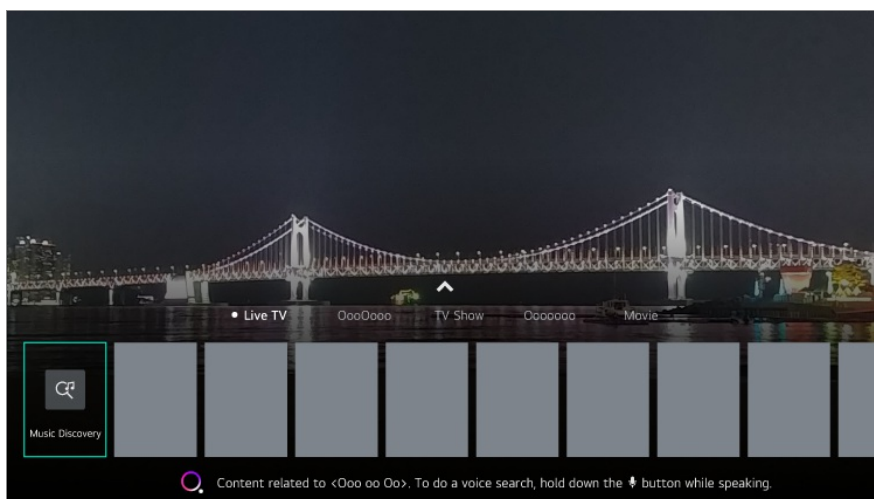 Live TV OooOooo TV Show Ooooooo Movie
Music Discovery
Content related to <Ooo oo Oo>. To do a voice search, hold down the button while speaking.